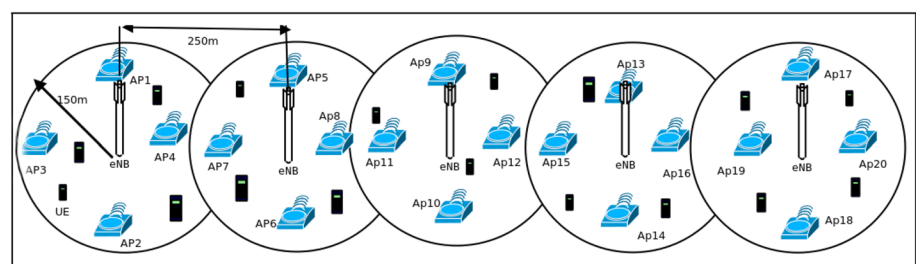 250m
AP1
150m
AP3
AP4
eNB
UE
AP2
AP5
Ap8
AP7
eNB
AP6
Ap9
Ap11
Ap12
eNB
Ap10
Ap13
Ap15
eNB
Ap16
Ap14
Ap17
Ap19
eNB
Ap20
Ap18